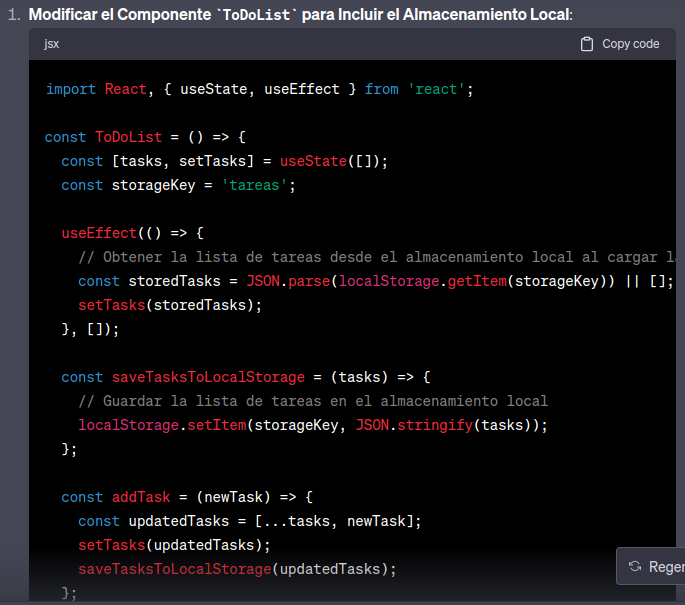 1. Modificar el Componente `ToDoList` para Incluir el Almacenamiento Local:
jsx Copy code
import React, { useState, useEffect } from 'react';
const ToDoList = () => {
const [tasks, setTasks] = useState([]);
const storageKey = 'tareas';
useEffect(() => {
// Obtener la lista de tareas desde el almacenamiento local al cargar
const storedTasks = JSON.parse(localStorage.getItem(storageKey)) || [];
setTasks(storedTasks);
}, []);
const saveTasksToLocalStorage = (tasks) => {
// Guardar la lista de tareas en el almacenamiento local
localStorage.setItem(storageKey, JSON.stringify(tasks));
};
const addTask = (newTask) => {
const updatedTasks = [...tasks, newTask];
setTasks(updatedTasks);
saveTasksToLocalStorage(updatedTasks);
Reger
};